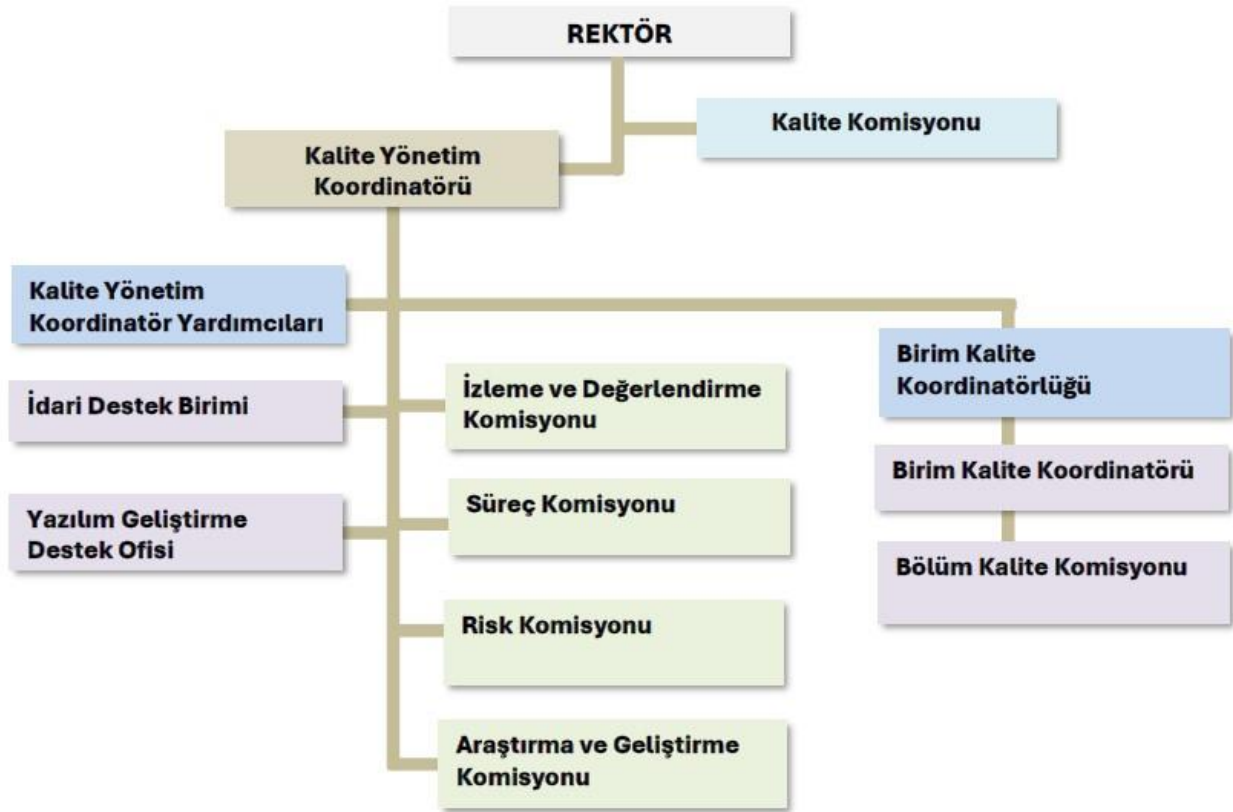 REKTÖR
Kalite Komisyonu
Kalite Yönetim
Koordinatörü
Kalite Yönetim
Koordinatör Yardımcıları
Birim Kalite
Koordinatörlüğü
İdari Destek Birimi
İzleme ve Değerlendirme
Komisyonu
Birim Kalite Koordinatörü
Yazılım Geliştirme
Destek Ofisi
Süreç Komisyonu
Bölüm Kalite Komisyonu
Risk Komisyonu
Araştırma ve Geliştirme
Komisyonu